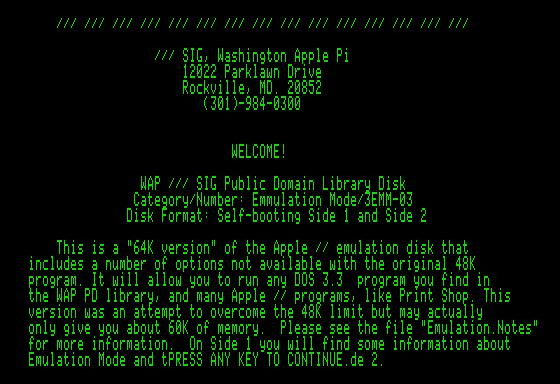 /// /// /// /// /// /// /// /// /// /// /// /// /// /// ///
/// SIG, Washington Apple Pi
12022 Parklawn Drive
Rockville, MD. 20852
(301)-984-0300
WELCOME!
WAP /// SIG Public Domain Library Disk
Category/Number: Emmulation Mode/3EMM-03
Disk Format: Self-booting Side 1 and Side 2
This is a "64K version" of the Apple // emulation disk that
includes a number of options not available with the original 48K
program. It will allow you to run any DOS 3.3  program you find in
the WAP PD library, and many Apple // programs, like Print Shop. This
version was an attempt to overcome the 48K limit but may actually
only give you about 60K of memory.  Please see the file "Emulation.Notes"
for more information.  On Side 1 you will find some information about
Emulation Mode and tPRESS ANY KEY TO CONTINUE.de 2.